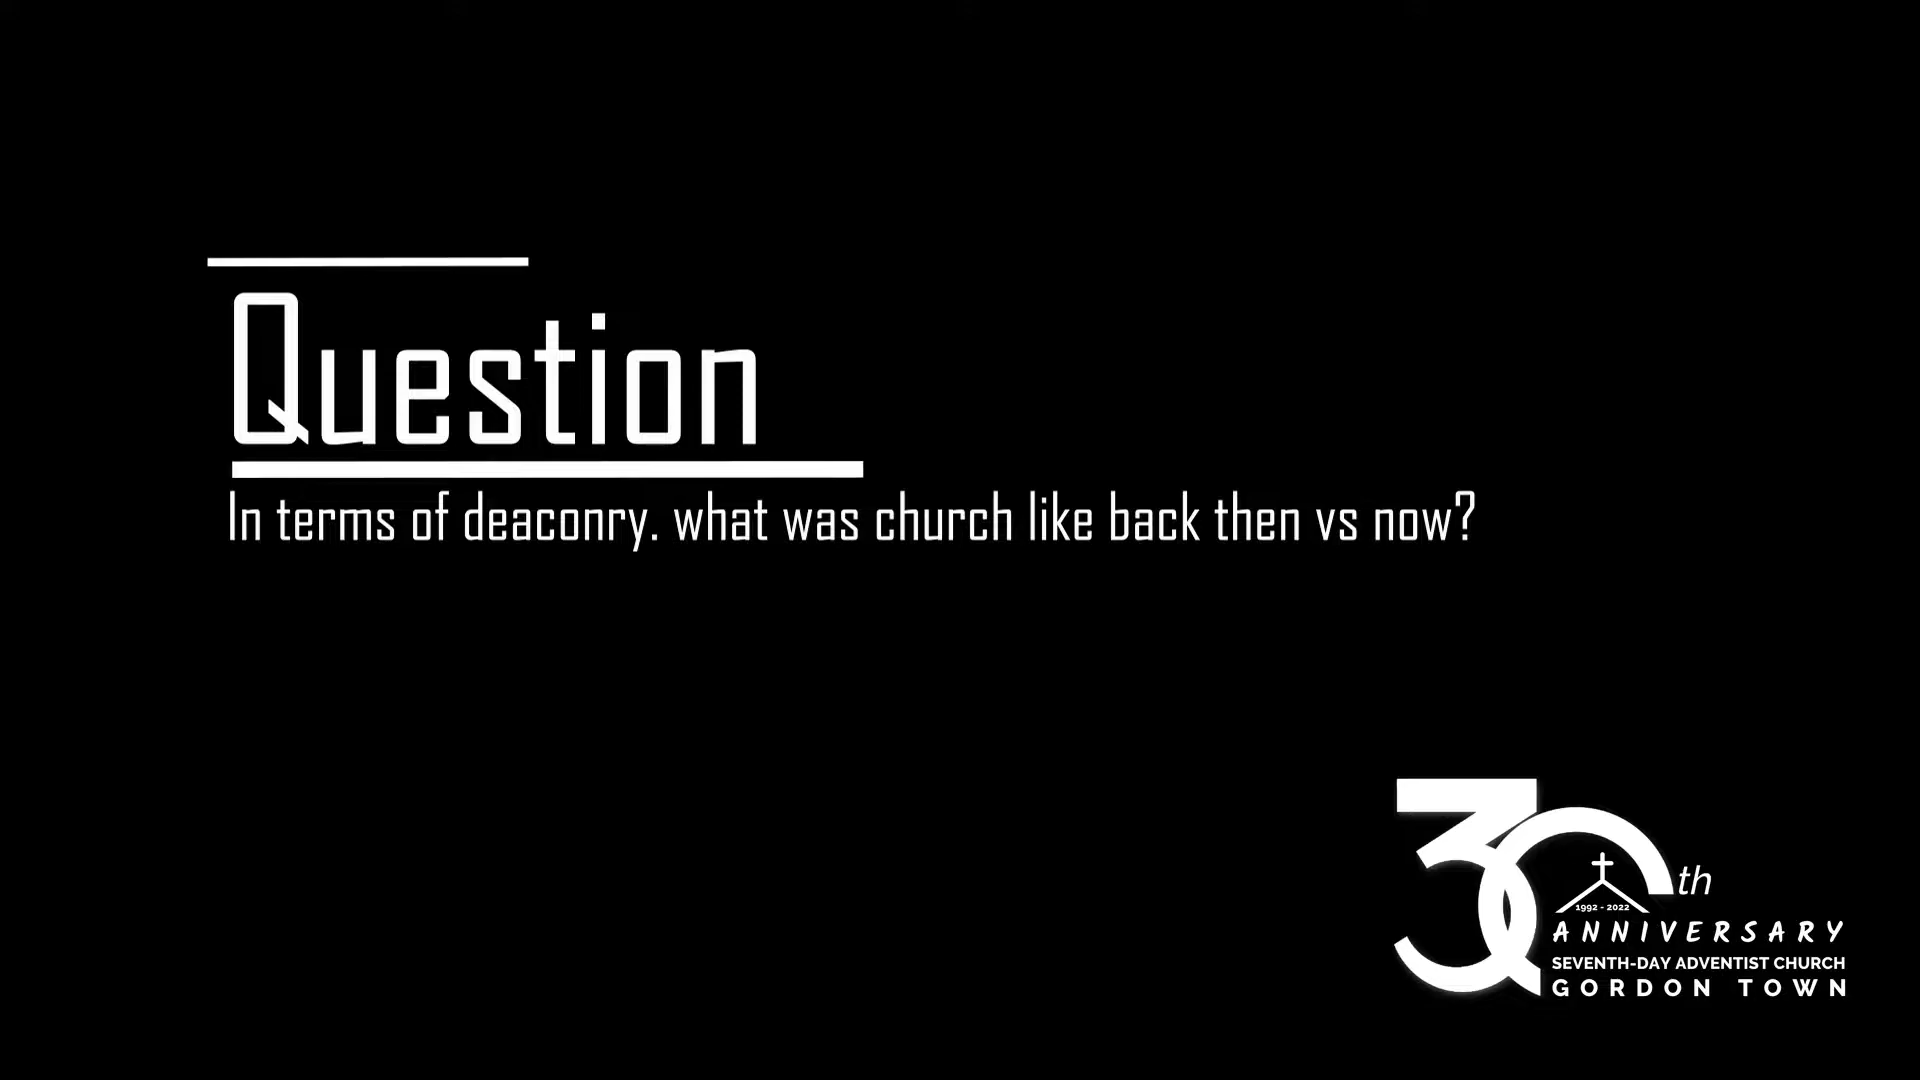 Question
In terms of deaconry. what was church like back then vs now?
30th
1992 - 2022
ANNIVERSARY
SEVENTH-DAY ADVENTIST CHURCH
GORDON TOWN